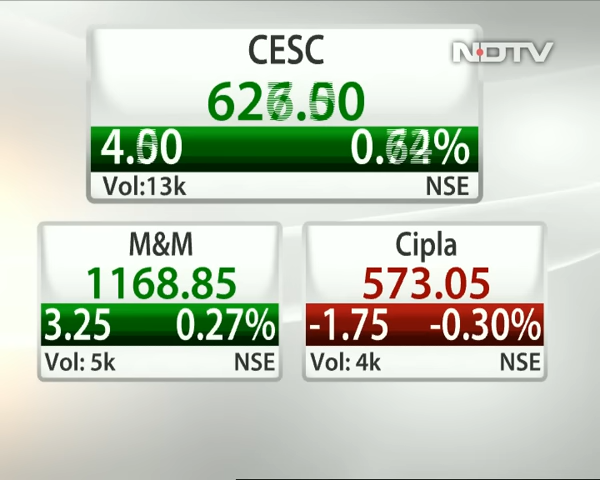 CESC
NDTV
Vol:13k
NSE
M&M
1168.85
3.25 0.27%
Vol: 5k
NSE
Cipla
573.05
-1.75 -0.30%
Vol: 4k
NSE